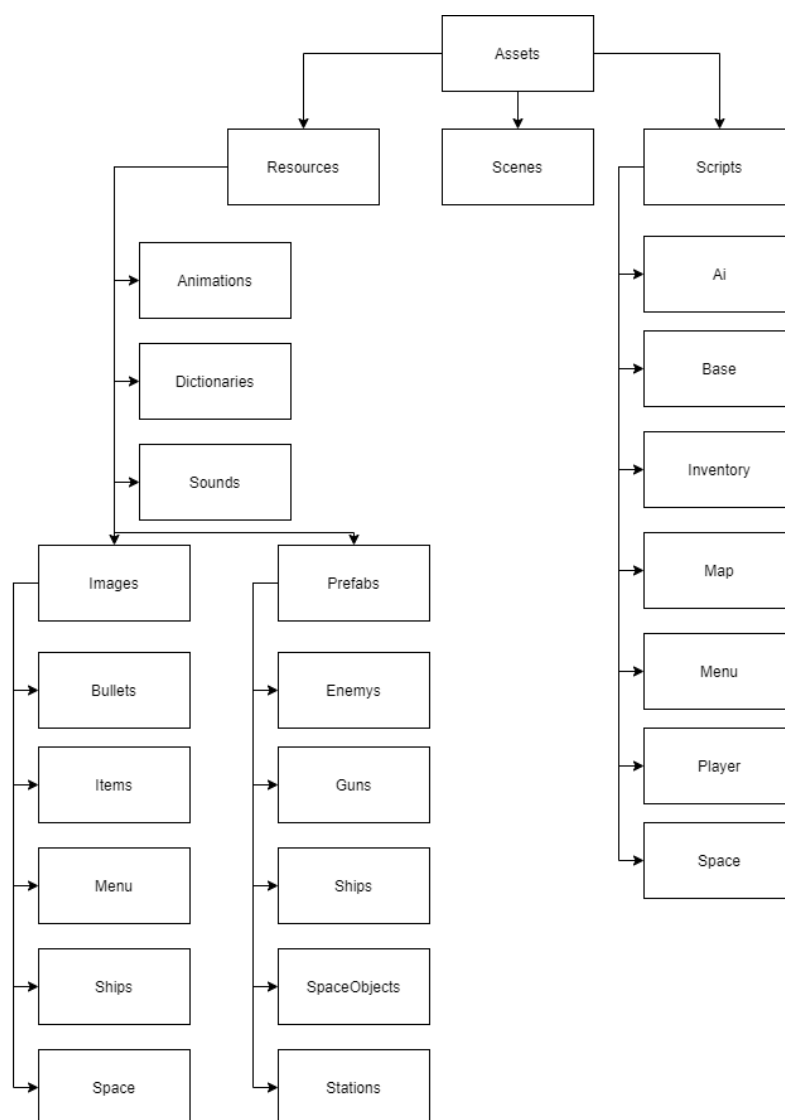 Assets
Resources
Scenes
Scripts
Animations
Dictionaries
Sounds
Images
Bullets
Items
Menu
Ships
Space
Prefabs
Enemys
Guns
Ships
SpaceObjects
Stations
Ai
Base
Inventory
Map
Menu
Player
Space